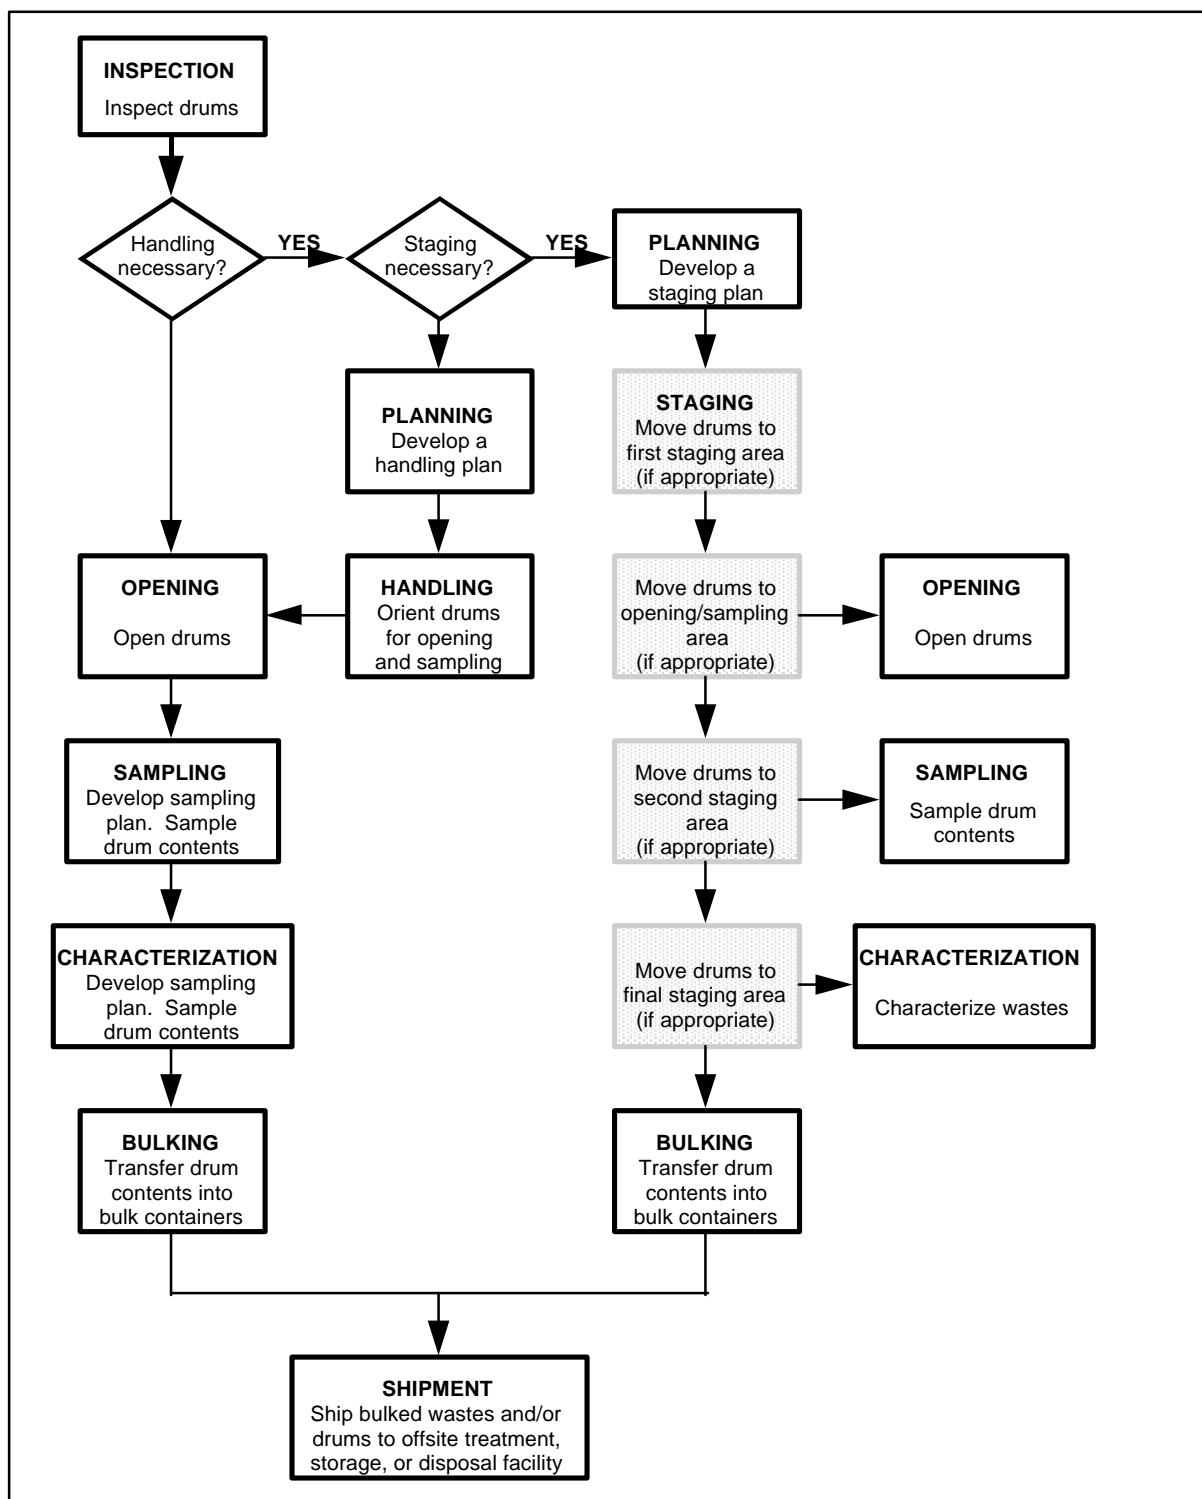 INSPECTION
Inspect drums
Handling
necessary?
YES
Staging
necessary?
YES
PLANNING
Develop a
staging plan
PLANNING
Develop a
handling plan
STAGING
Move drums to
first staging area
(if appropriate)
OPENING
Open drums
HANDLING
Orient drums
for opening
and sampling
Move drums to
opening/sampling
area
(if appropriate)
OPENING
Open drums
SAMPLING
Develop sampling
plan.  Sample
drum contents
Move drums to
second staging
area
(if appropriate)
SAMPLING
Sample drum
contents
CHARACTERIZATION
Develop sampling
plan.  Sample
drum contents
Move drums to
final staging area
(if appropriate)
CHARACTERIZATION
Characterize wastes
BULKING
Transfer drum
contents into
bulk containers
BULKING
Transfer drum
contents into
bulk containers
SHIPMENT
Ship bulked wastes and/or
drums to offsite treatment,
storage, or disposal facility